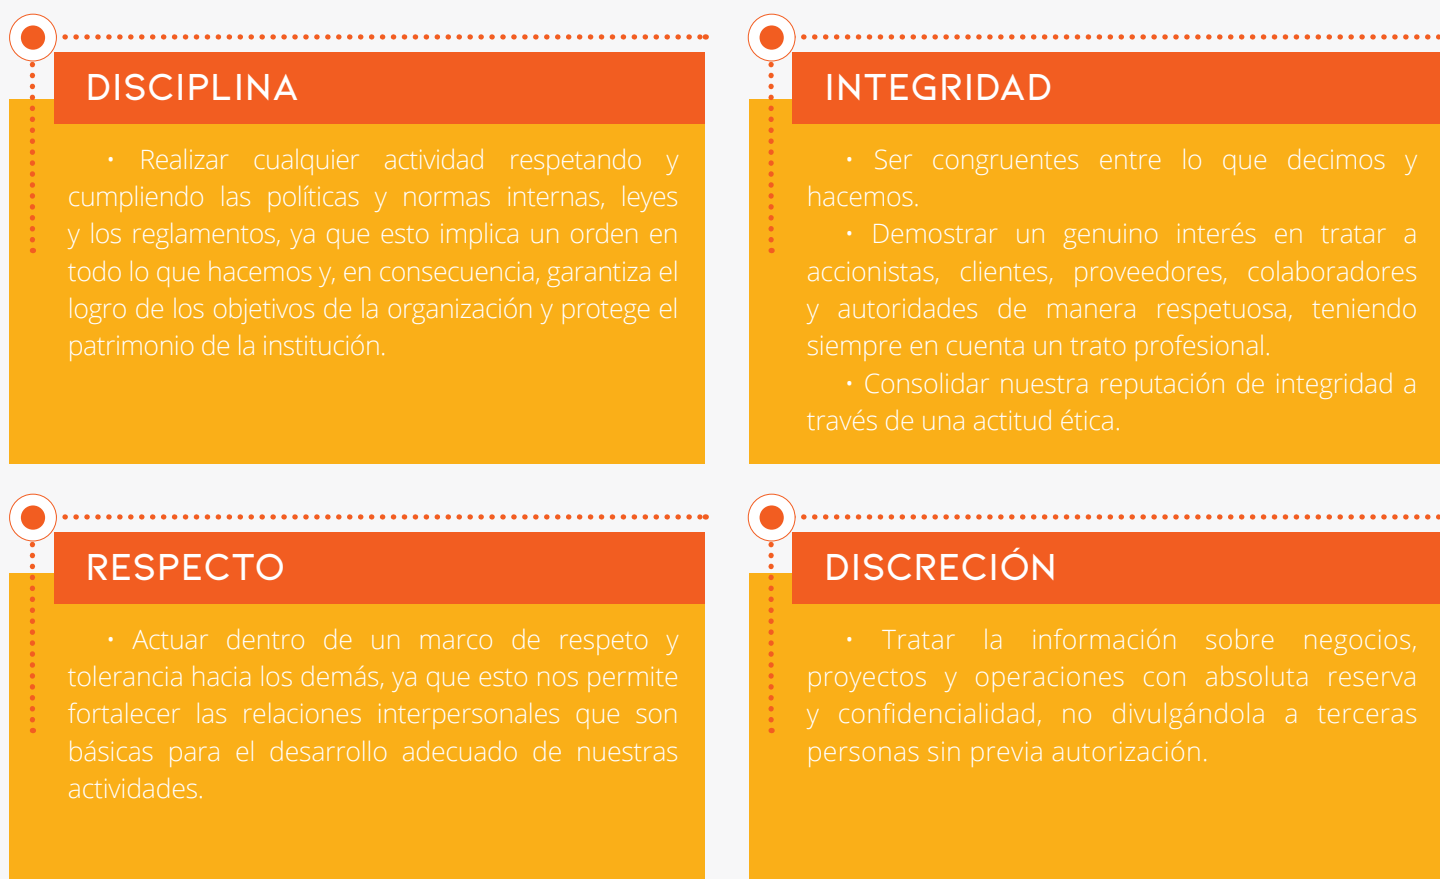 DISCIPLINA
• Realizar cualquier actividad respetando y
cumpliendo las políticas y normas internas, leyes
y los reglamentos, ya que esto implica un orden en
todo lo que hacemos y, en consecuencia, garantiza el
logro de los objetivos de la organización y protege el
patrimonio de la institución.
INTEGRIDAD
• Ser congruentes entre lo que decimos y
hacemos.
• Demostrar un genuino interés en tratar a
accionistas, clientes, proveedores, colaboradores
y autoridades de manera respetuosa, teniendo
siempre en cuenta un trato profesional.
• Consolidar nuestra reputación de integridad a
través de una actitud ética.
RESPECTO
• Actuar dentro de un marco de respeto y
tolerancia hacia los demás, ya que esto nos permite
fortalecer las relaciones interpersonales que son
básicas para el desarrollo adecuado de nuestras
actividades.
DISCRECIÓN
• Tratar la información sobre negocios,
proyectos y operaciones con absoluta reserva
y confidencialidad, no divulgándola a terceras
personas sin previa autorización.